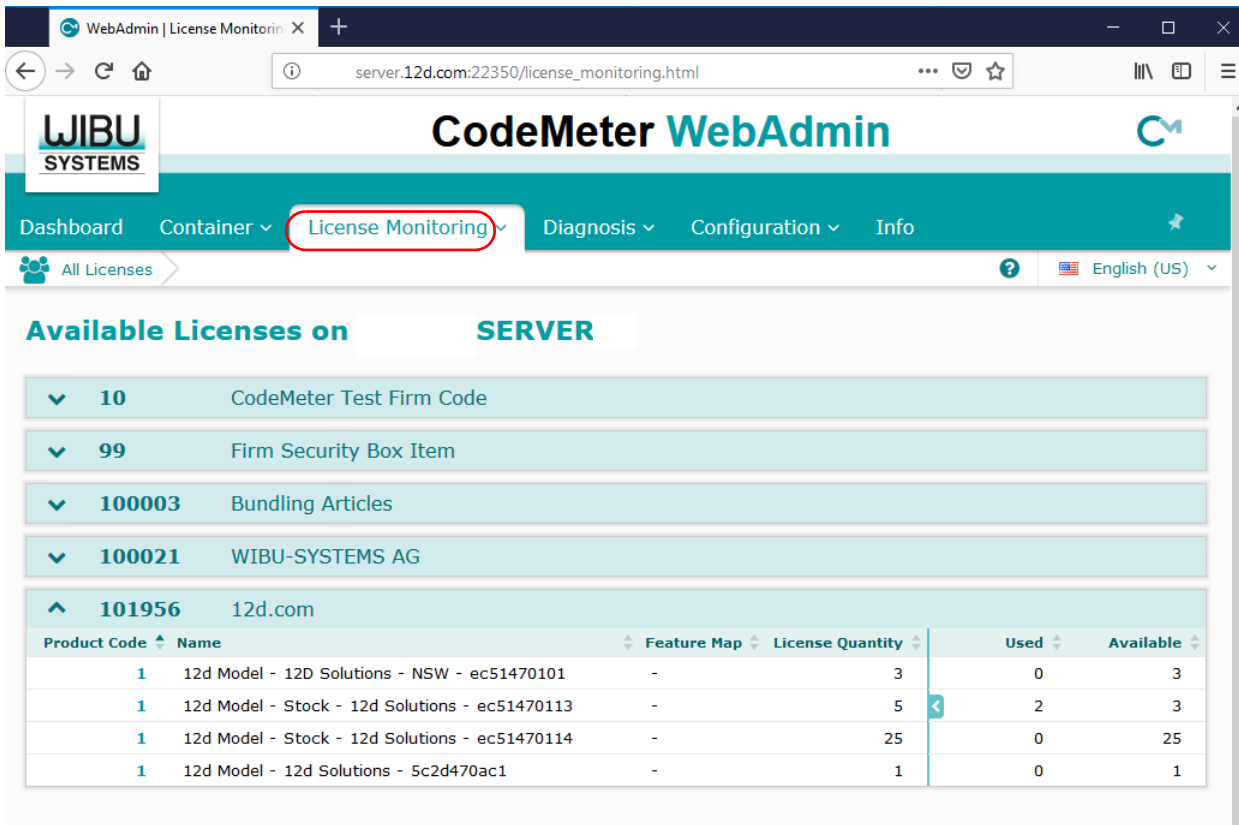 WebAdmin | License Monitorin
server.12d.com:22350/license_monitoring.html
WIBU
SYSTEMS
CodeMeter WebAdmin
CM
Dashboard Container License Monitoring Diagnosis Configuration Info
All Licenses English (US)
Available Licenses on SERVER
10 CodeMeter Test Firm Code
99 Firm Security Box Item
100003 Bundling Articles
100021 WIBU-SYSTEMS AG
101956 12d.com
Product Code Name Feature Map License Quantity Used Available
1 12d Model - 12D Solutions - NSW - ec51470101 - 3 0 3
1 12d Model - Stock - 12d Solutions - ec51470113 - 5 2 3
1 12d Model - Stock - 12d Solutions - ec51470114 - 25 0 25
1 12d Model - 12d Solutions - 5c2d470ac1 - 1 0 1